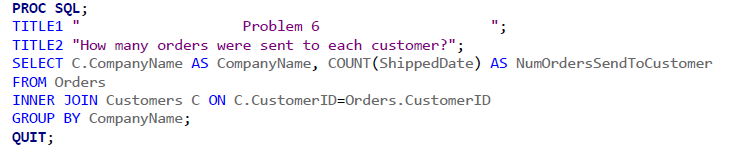 PROC SQL;
TITLE1 "                    Problem 6                    ";
TITLE2 "How many orders were sent to each customer?";
SELECT C.CompanyName AS CompanyName, COUNT(ShippedDate) AS NumOrdersSendToCustomer
FROM Orders
INNER JOIN Customers C ON C.CustomerID=Orders.CustomerID
GROUP BY CompanyName;
QUIT;